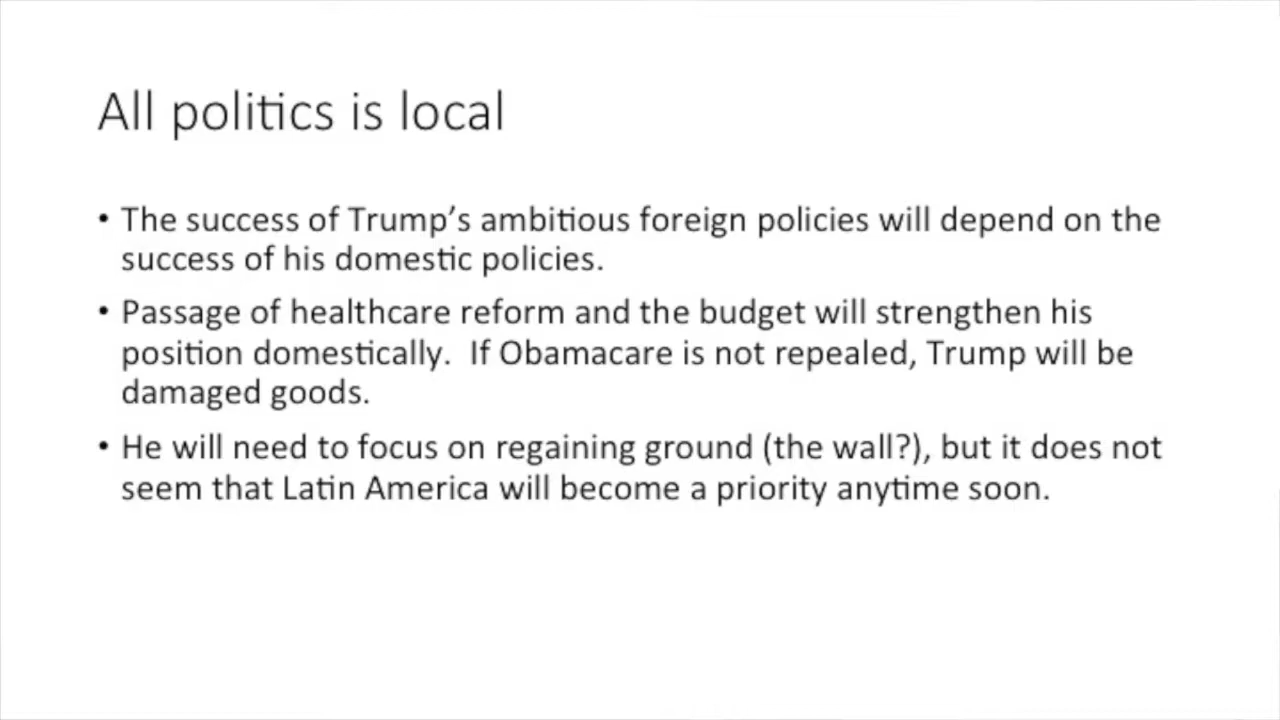 All politics is local
• The success of Trump’s ambitious foreign policies will depend on the
success of his domestic policies.
• Passage of healthcare reform and the budget will strengthen his
position domestically.  If Obamacare is not repealed, Trump will be
damaged goods.
• He will need to focus on regaining ground (the wall?), but it does not
seem that Latin America will become a priority anytime soon.